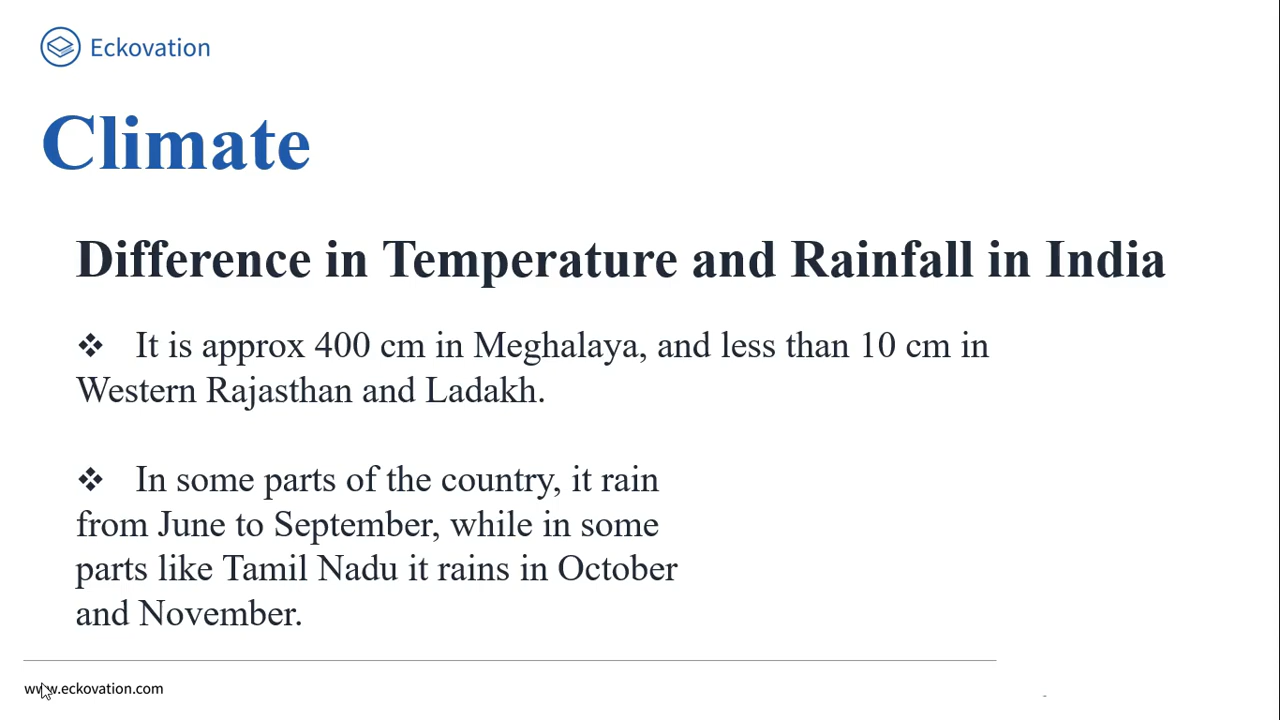 Eckovation
Climate
Difference in Temperature and Rainfall in India
❖ It is approx 400 cm in Meghalaya, and less than 10 cm in
Western Rajasthan and Ladakh.
❖ In some parts of the country, it rain
from June to September, while in some
parts like Tamil Nadu it rains in October
and November.
www.eckovation.com